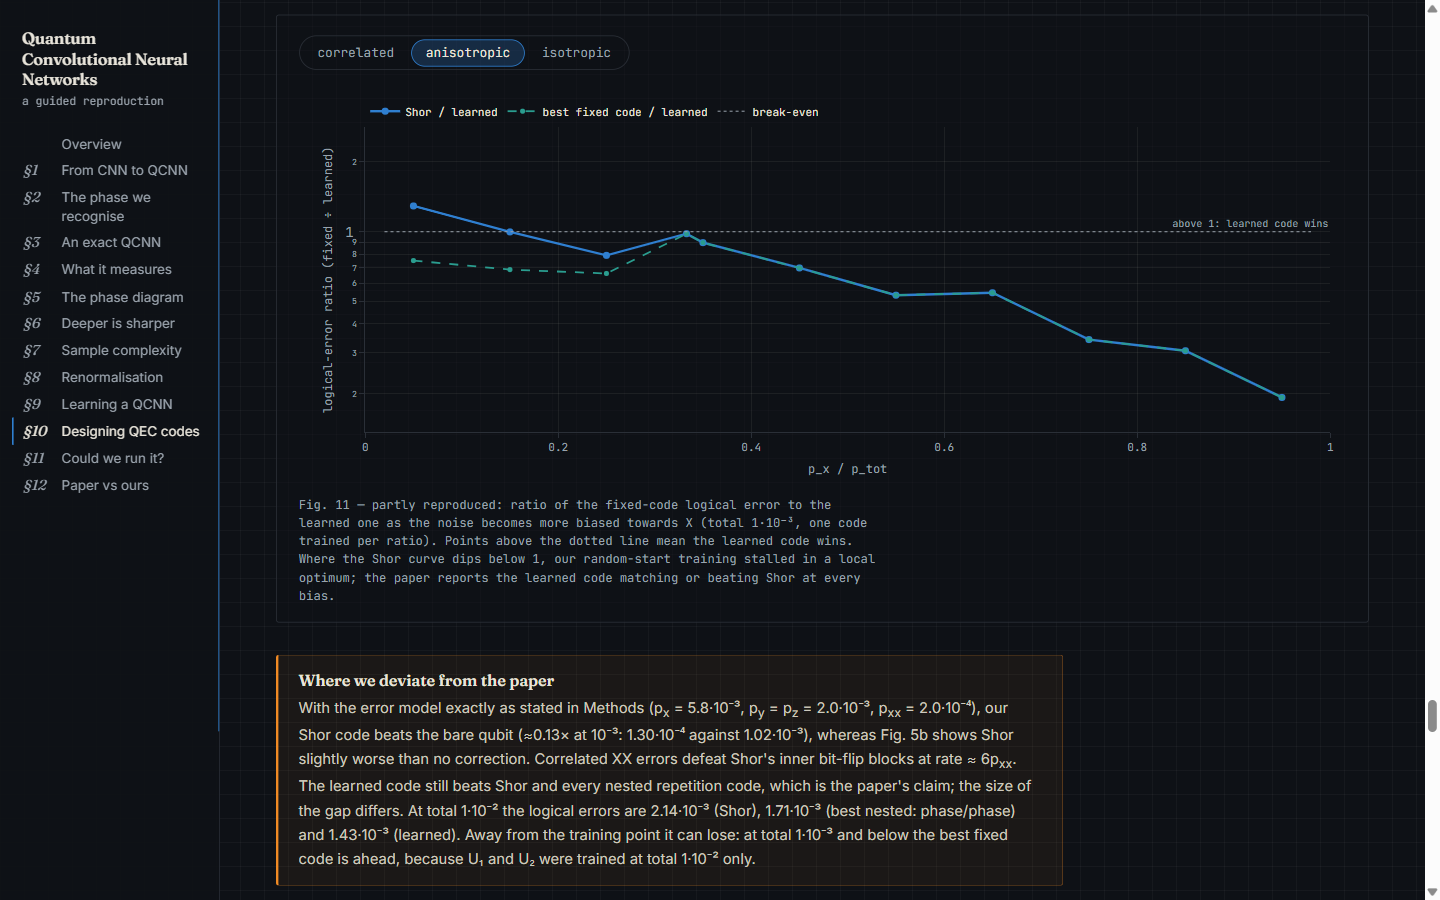 Quantum
Convolutional Neural
Networks
a guided reproduction
Overview
§1 From CNN to QCNN
§2 The phase we
recognise
§3 An exact QCNN
§4 What it measures
§5 The phase diagram
§6 Deeper is sharper
§7 Sample complexity
§8 Renormalisation
§9 Learning a QCNN
§10 Designing QEC codes
§11 Could we run it?
§12 Paper vs ours
correlated anisotropic isotropic
Shor / learned best fixed code / learned break-even
logical-error ratio (fixed ÷ learned)
2
1
9
8
7
6
5
4
3
2
above 1: learned code wins
0 0.2 0.4 0.6 0.8 1
p_x / p_tot
Fig. 11 — partly reproduced: ratio of the fixed-code logical error to the
learned one as the noise becomes more biased towards X (total 1·10⁻³, one code
trained per ratio). Points above the dotted line mean the learned code wins.
Where the Shor curve dips below 1, our random-start training stalled in a local
optimum; the paper reports the learned code matching or beating Shor at every
bias.
Where we deviate from the paper
With the error model exactly as stated in Methods (pₓ = 5.8·10⁻³, p_y = p_z = 2.0·10⁻³, pₓₓ = 2.0·10⁻⁴), our
Shor code beats the bare qubit (≈0.13× at 10⁻³: 1.30·10⁻⁴ against 1.02·10⁻³), whereas Fig. 5b shows Shor
slightly worse than no correction. Correlated XX errors defeat Shor's inner bit-flip blocks at rate ≈ 6pₓₓ.
The learned code still beats Shor and every nested repetition code, which is the paper's claim; the size of
the gap differs. At total 1·10⁻² the logical errors are 2.14·10⁻³ (Shor), 1.71·10⁻³ (best nested: phase/phase)
and 1.43·10⁻³ (learned). Away from the training point it can lose: at total 1·10⁻³ and below the best fixed
code is ahead, because U₁ and U₂ were trained at total 1·10⁻² only.